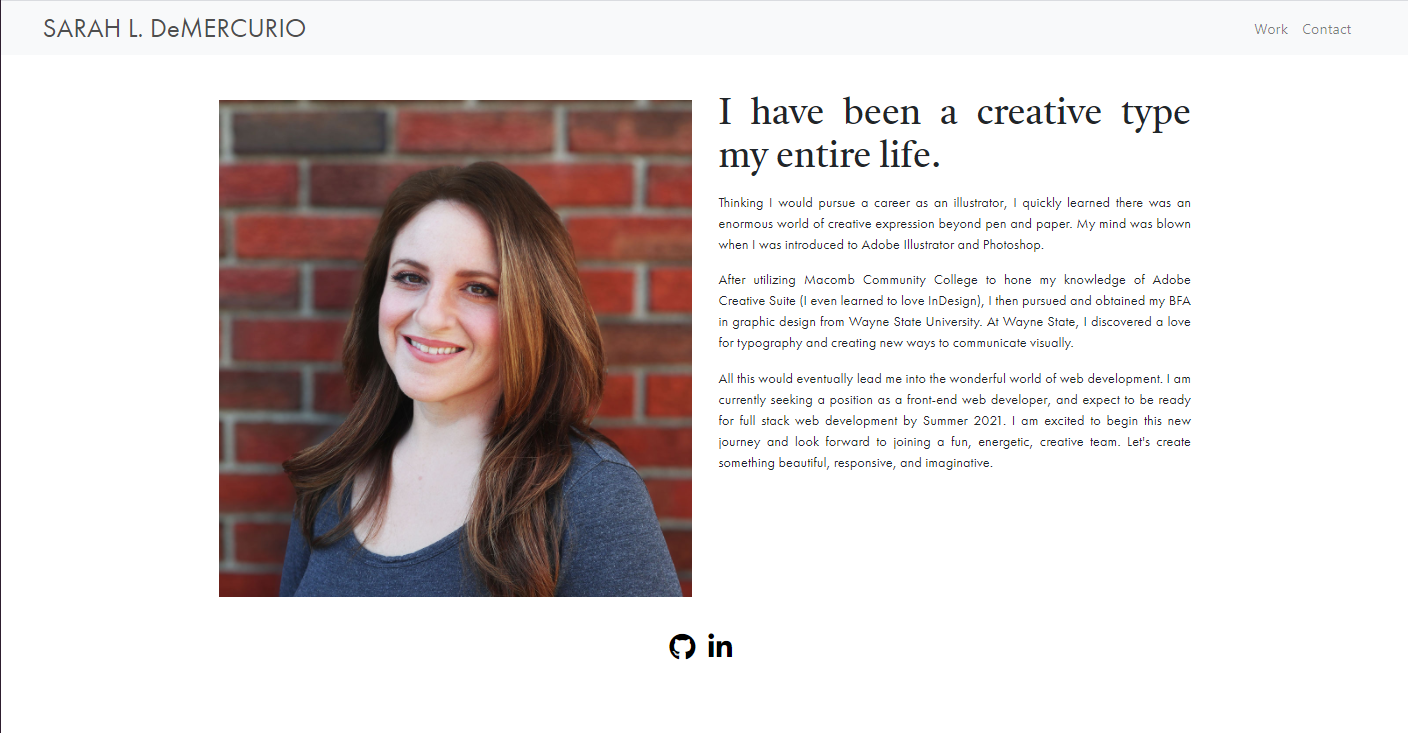 SARAH L. DeMERCURIO
Work Contact
I have been a creative type
my entire life.
Thinking I would pursue a career as an illustrator, I quickly learned there was an
enormous world of creative expression beyond pen and paper. My mind was blown
when I was introduced to Adobe Illustrator and Photoshop.
After utilizing Macomb Community College to hone my knowledge of Adobe
Creative Suite (I even learned to love InDesign), I then pursued and obtained my BFA
in graphic design from Wayne State University. At Wayne State, I discovered a love
for typography and creating new ways to communicate visually.
All this would eventually lead me into the wonderful world of web development. I am
currently seeking a position as a front-end web developer, and expect to be ready
for full stack web development by Summer 2021. I am excited to begin this new
journey and look forward to joining a fun, energetic, creative team. Let's create
something beautiful, responsive, and imaginative.
in